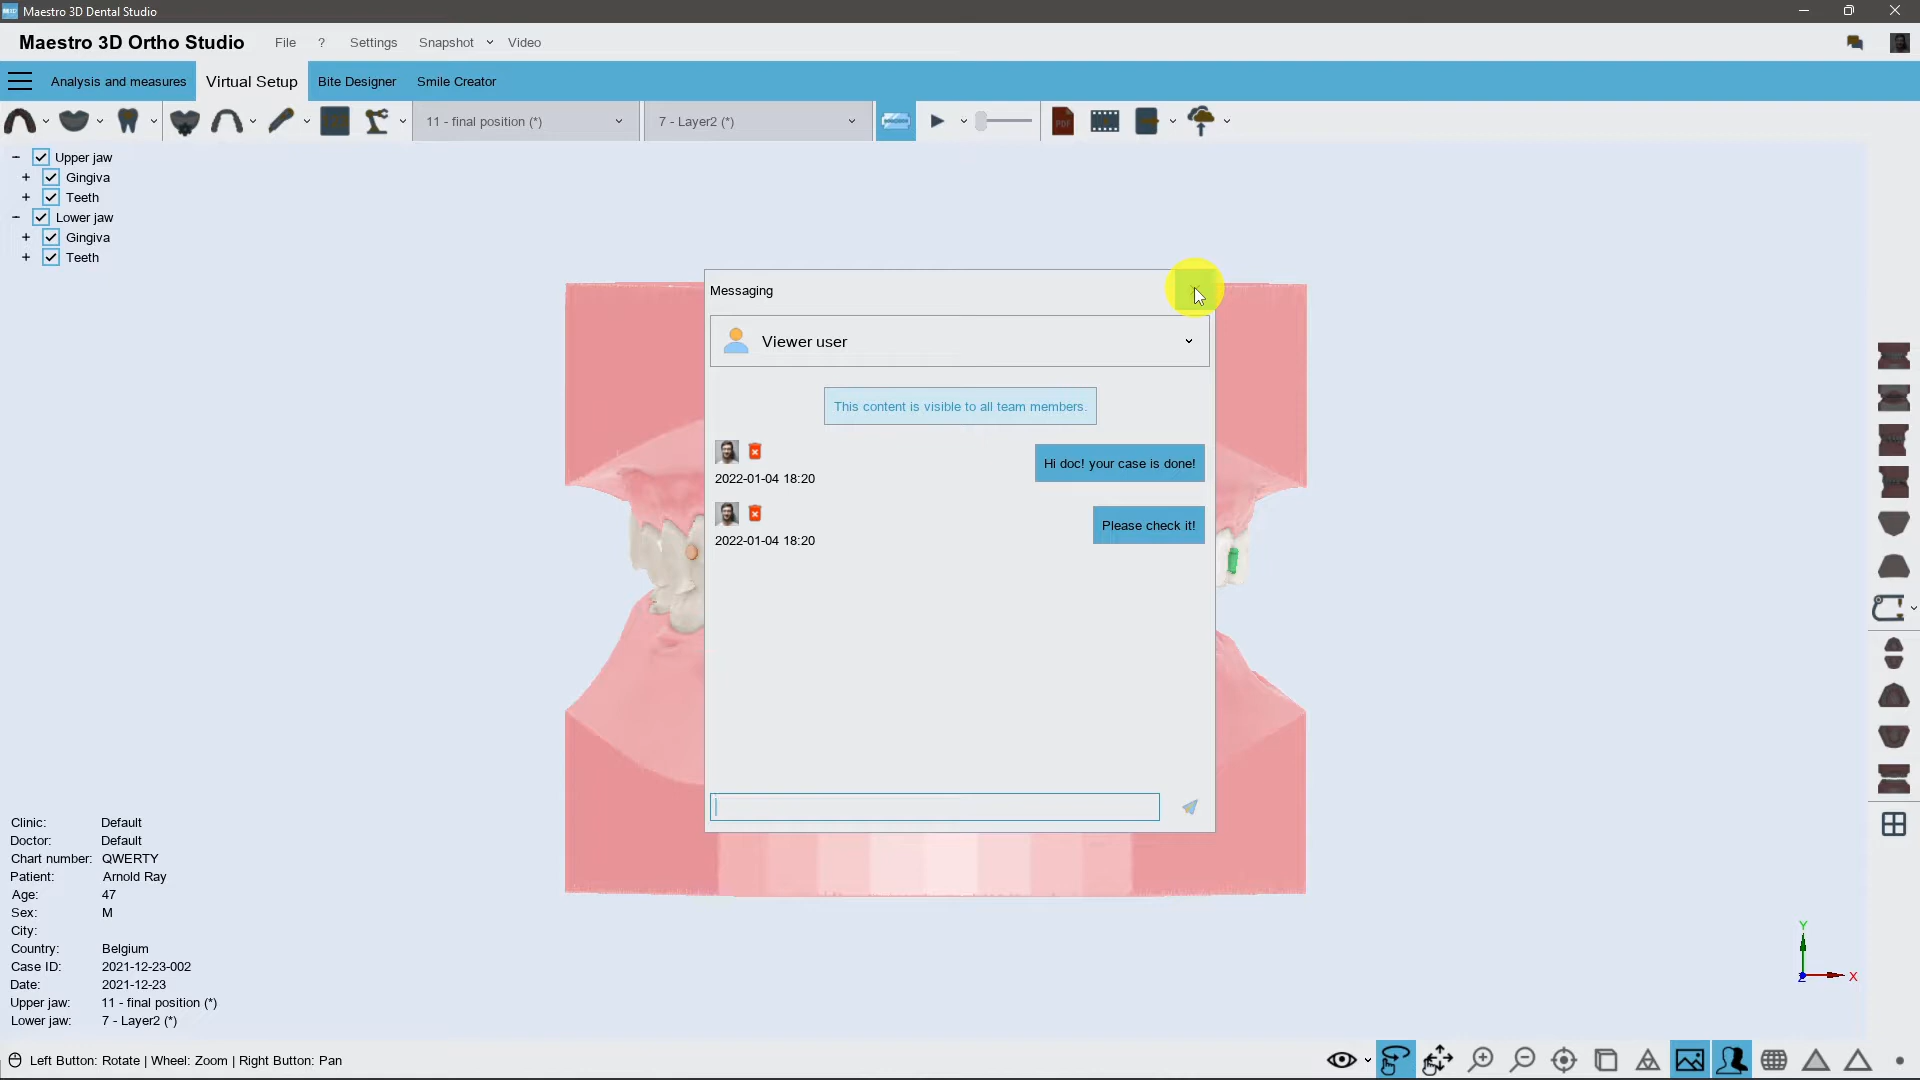 Maestro 3D Dental Studio
Maestro 3D Ortho Studio File ? Settings Snapshot Video
Analysis and measures Virtual Setup Bite Designer Smile Creator
11 - final position (*) 7 - Layer2 (*) PDF
Upper jaw
Gingiva
Teeth
Lower jaw
Gingiva
Teeth
Messaging
Viewer user
This content is visible to all team members.
Hi doc! your case is done!
2022-01-04 18:20
Please check it!
2022-01-04 18:20
Clinic: Default
Doctor: Default
Chart number: QWERTY
Patient: Arnold Ray
Age: 47
Sex: M
City:
Country: Belgium
Case ID: 2021-12-23-002
Date: 2021-12-23
Upper jaw: 11 - final position (*)
Lower jaw: 7 - Layer2 (*)
Y
X
Z
Left Button: Rotate | Wheel: Zoom | Right Button: Pan